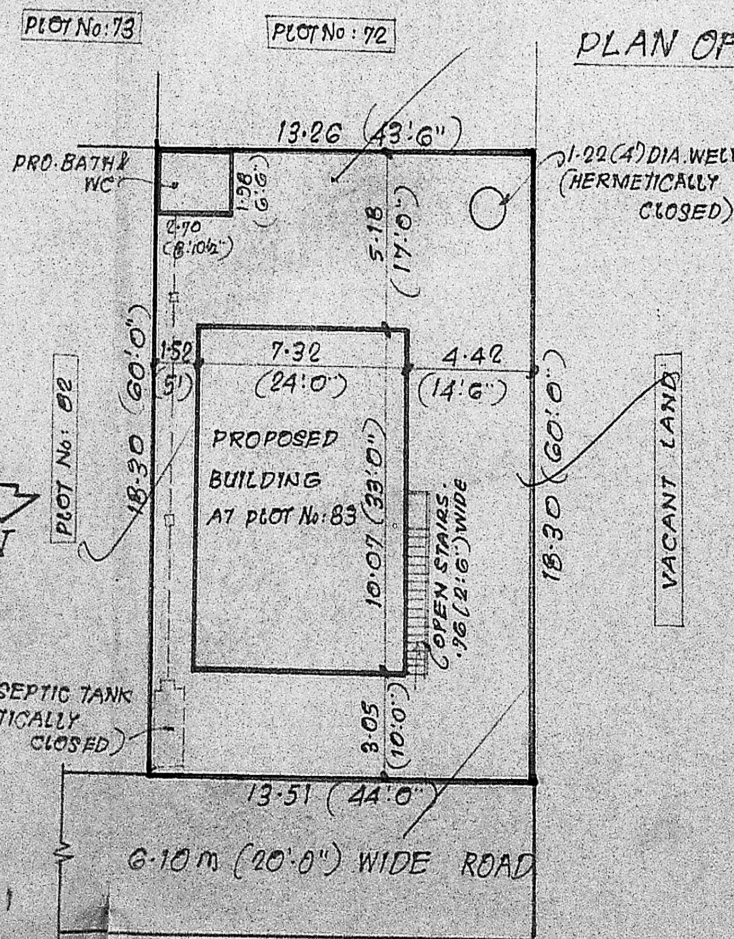 PLOT No: 73
PLOT No: 72
PLAN OF
13.26 (43'6")
PRO. BATH &
WC
1.98
(6'6")
2.70
(8'10½")
1.22(4')DIA.WELL
(HERMETICALLY
CLOSED)
5.18
(17'0")
1.52
(5')
7.32
(24'0")
4.42
(14'6")
PLOT No: 82
18.30 (60'0")
PROPOSED
BUILDING
AT PLOT No: 83
10.07 (33'0")
OPEN STAIRS.
.76 (2'6") WIDE
18.30 (60'0")
VACANT LAND
N
SEPTIC TANK
TICALLY
CLOSED)
3.05
(10'0")
13.51 (44'0")
6.10 m (20'0") WIDE ROAD